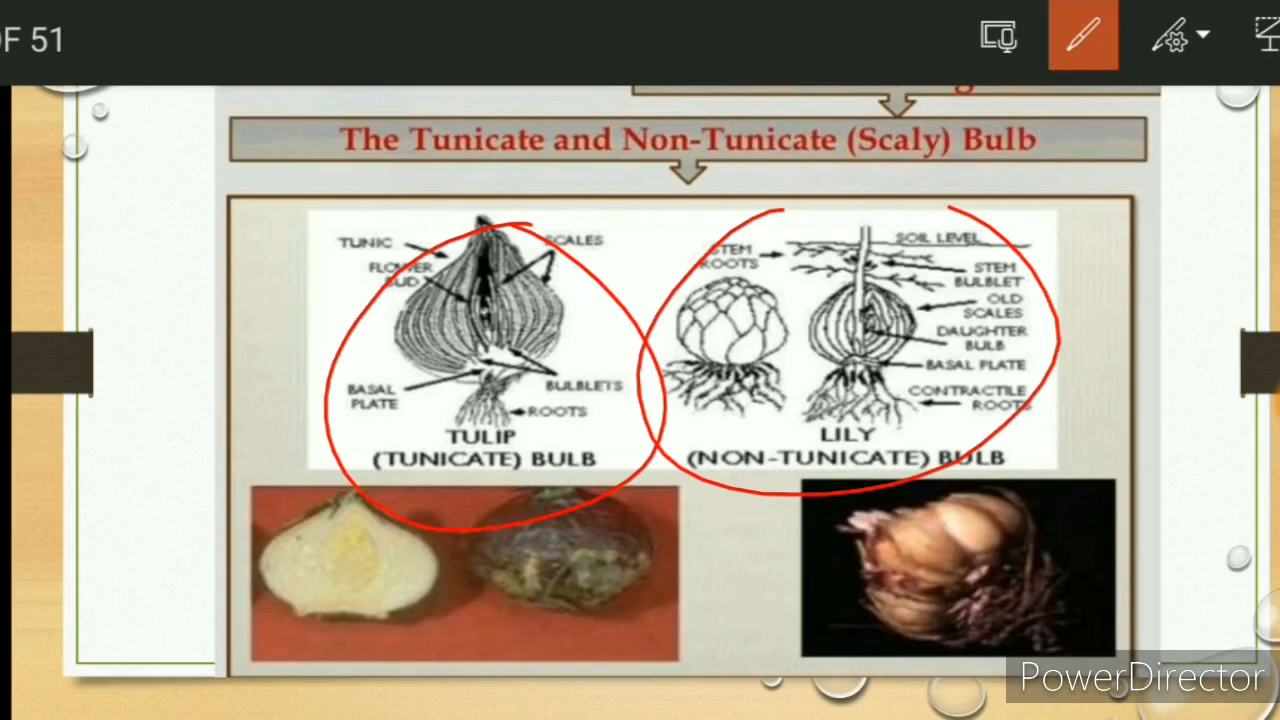 OF 51
The Tunicate and Non-Tunicate (Scaly) Bulb
TUNIC
SCALES
FLOWER
BUD
BASAL
PLATE
BULBLETS
ROOTS
TULIP
(TUNICATE) BULB
SOIL LEVEL
STEM
ROOTS
STEM
BULBLET
OLD
SCALES
DAUGHTER
BULB
BASAL PLATE
CONTRACTILE
ROOTS
LILY
(NON-TUNICATE) BULB
PowerDirector